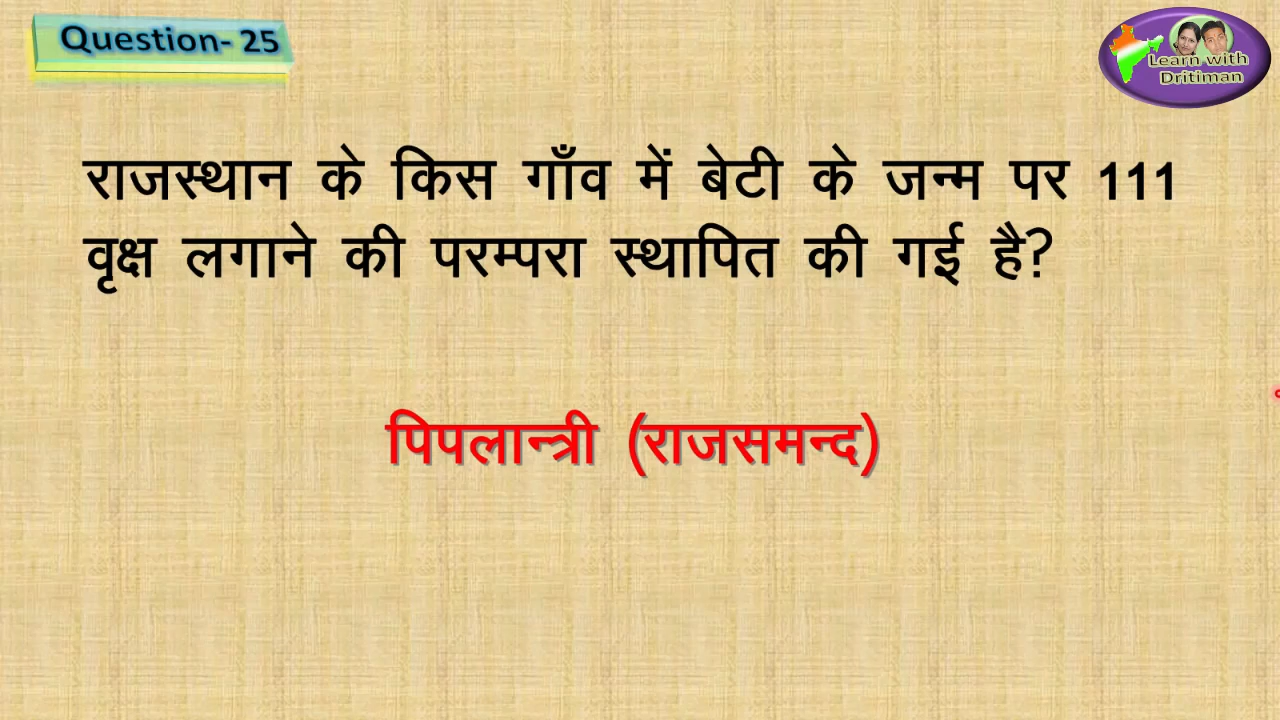 Question- 25
Learn with
Dritiman
राजस्थान के किस गाँव में बेटी के जन्म पर 111
वृक्ष लगाने की परम्परा स्थापित की गई है?
पिपलान्त्री (राजसमन्द)